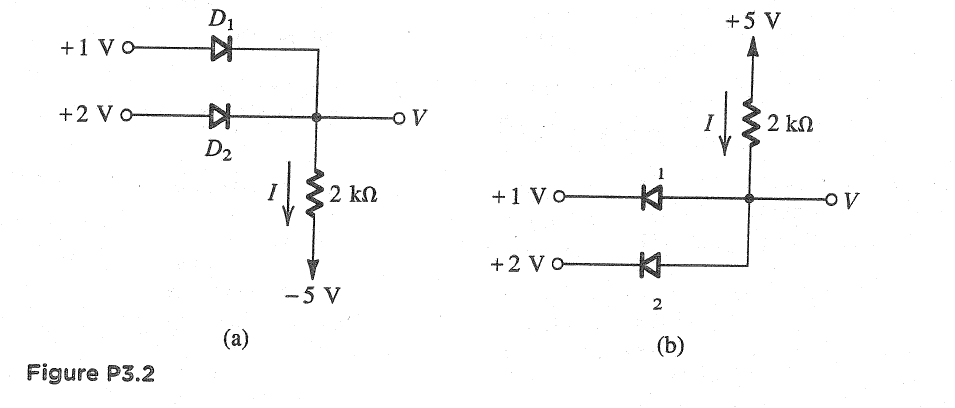 D₁
+1 V
+2 V
V
D₂
I
2 kΩ
−5 V
(a)
+5 V
I
2 kΩ
1
+1 V
V
+2 V
2
(b)
Figure P3.2